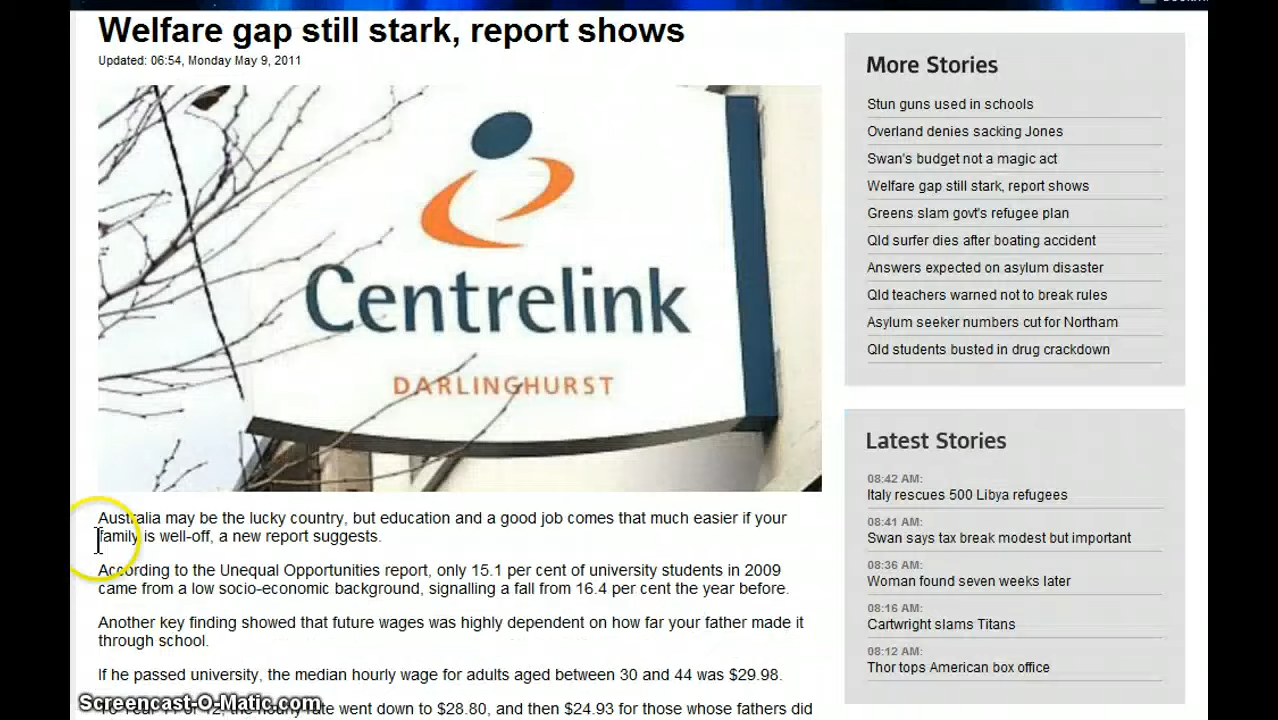 Welfare gap still stark, report shows
Updated: 06:54, Monday May 9, 2011
Centrelink
DARLINGHURST
Australia may be the lucky country, but education and a good job comes that much easier if your
family is well-off, a new report suggests.
According to the Unequal Opportunities report, only 15.1 per cent of university students in 2009
came from a low socio-economic background, signalling a fall from 16.4 per cent the year before.
Another key finding showed that future wages was highly dependent on how far your father made it
through school.
If he passed university, the median hourly wage for adults aged between 30 and 44 was $29.98.
the hourly rate went down to $28.80, and then $24.93 for those whose fathers did
Screencast-O-Matic.com
More Stories
Stun guns used in schools
Overland denies sacking Jones
Swan's budget not a magic act
Welfare gap still stark, report shows
Greens slam govt's refugee plan
Qld surfer dies after boating accident
Answers expected on asylum disaster
Qld teachers warned not to break rules
Asylum seeker numbers cut for Northam
Qld students busted in drug crackdown
Latest Stories
08:42 AM:
Italy rescues 500 Libya refugees
08:41 AM:
Swan says tax break modest but important
08:36 AM:
Woman found seven weeks later
08:16 AM:
Cartwright slams Titans
08:12 AM:
Thor tops American box office